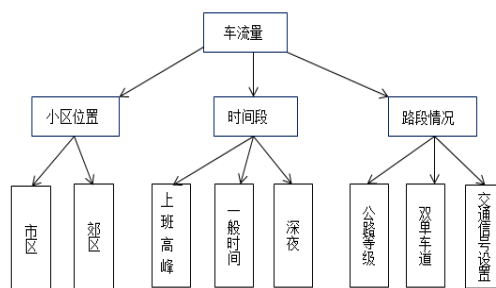 车流量
小区位置
时间段
路段情况
市区
郊区
上班高峰
一般时间
深夜
公路等级
双单车道
交通信号设置